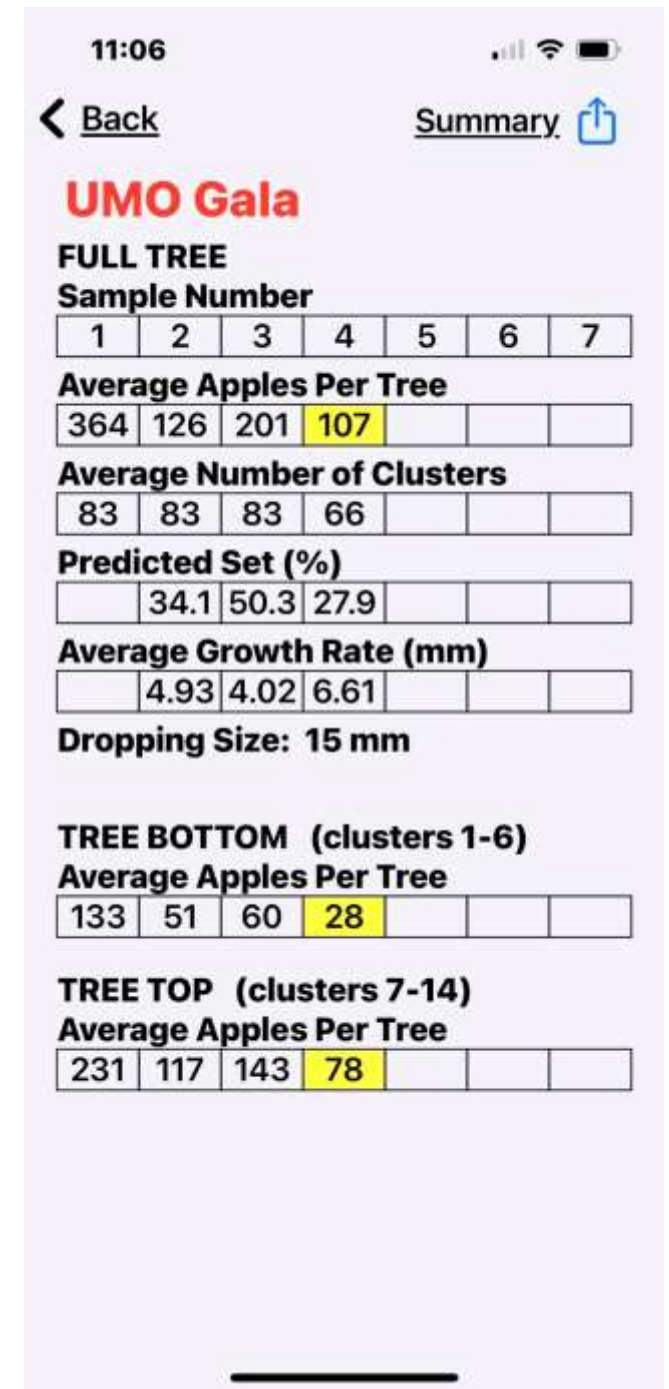 11:06
Back Summary
UMO Gala
FULL TREE
Sample Number
1 2 3 4 5 6 7
Average Apples Per Tree
364 126 201 107
Average Number of Clusters
83 83 83 66
Predicted Set (%)
34.1 50.3 27.9
Average Growth Rate (mm)
4.93 4.02 6.61
Dropping Size: 15 mm
TREE BOTTOM (clusters 1-6)
Average Apples Per Tree
133 51 60 28
TREE TOP (clusters 7-14)
Average Apples Per Tree
231 117 143 78